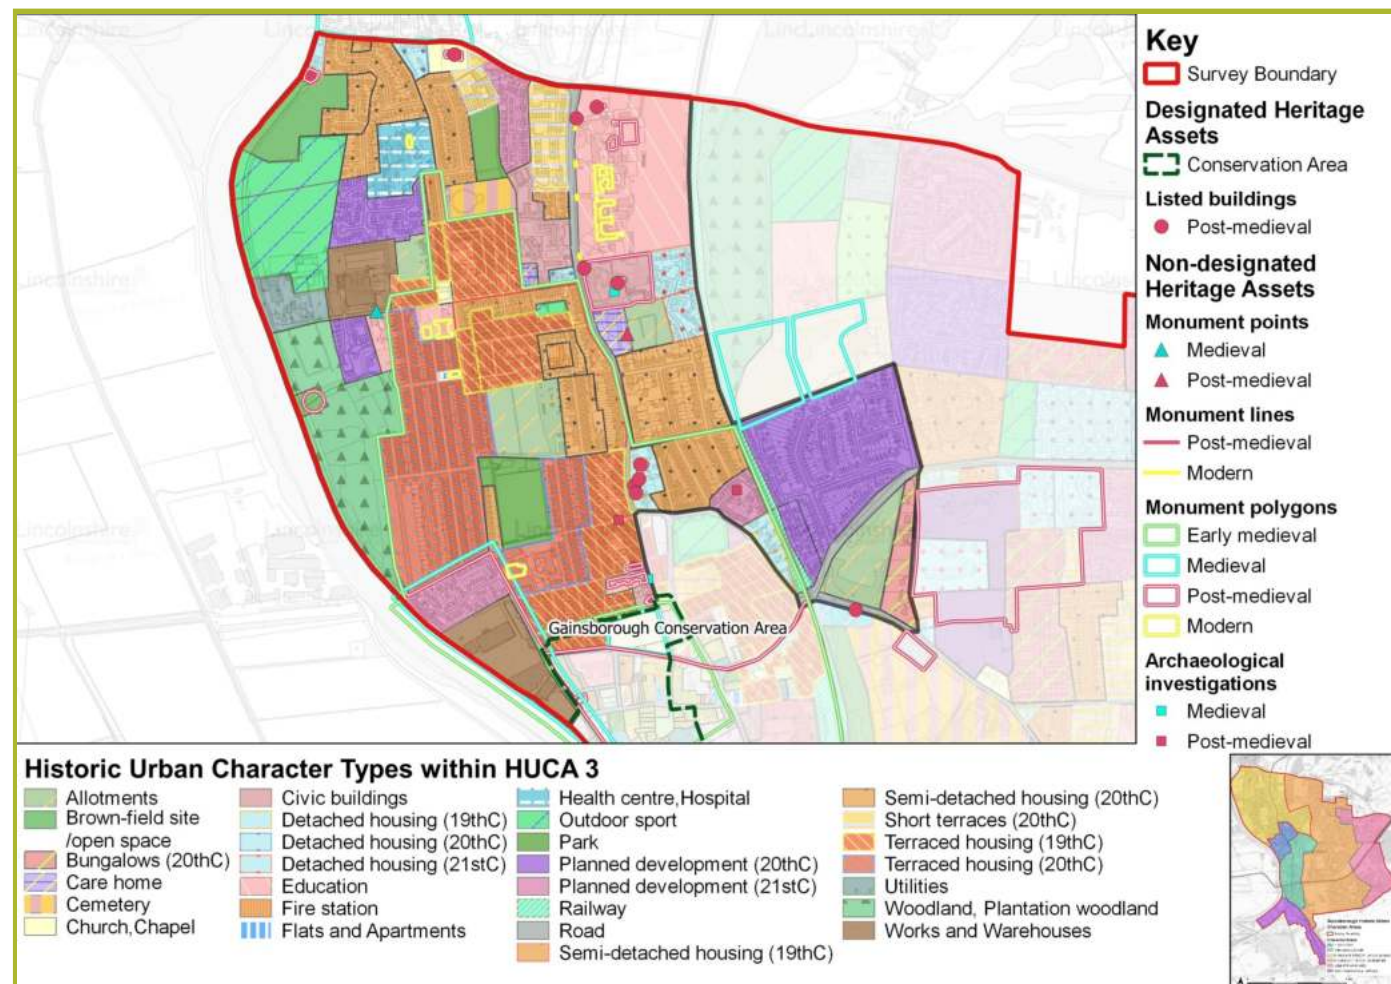 Lincolnshire
Lincolnshire
Lincolnshire
Lincolnshire
Gainsborough Conservation Area
Key
Survey Boundary
Designated Heritage
Assets
Conservation Area
Listed buildings
Post-medieval
Non-designated
Heritage Assets
Monument points
Medieval
Post-medieval
Monument lines
Post-medieval
Modern
Monument polygons
Early medieval
Medieval
Post-medieval
Modern
Archaeological
investigations
Medieval
Post-medieval
Historic Urban Character Types within HUCA 3
Allotments
Brown-field site
/open space
Bungalows (20thC)
Care home
Cemetery
Church,Chapel
Civic buildings
Detached housing (19thC)
Detached housing (20thC)
Detached housing (21stC)
Education
Fire station
Flats and Apartments
Health centre,Hospital
Outdoor sport
Park
Planned development (20thC)
Planned development (21stC)
Railway
Road
Semi-detached housing (19thC)
Semi-detached housing (20thC)
Short terraces (20thC)
Terraced housing (19thC)
Terraced housing (20thC)
Utilities
Woodland, Plantation woodland
Works and Warehouses